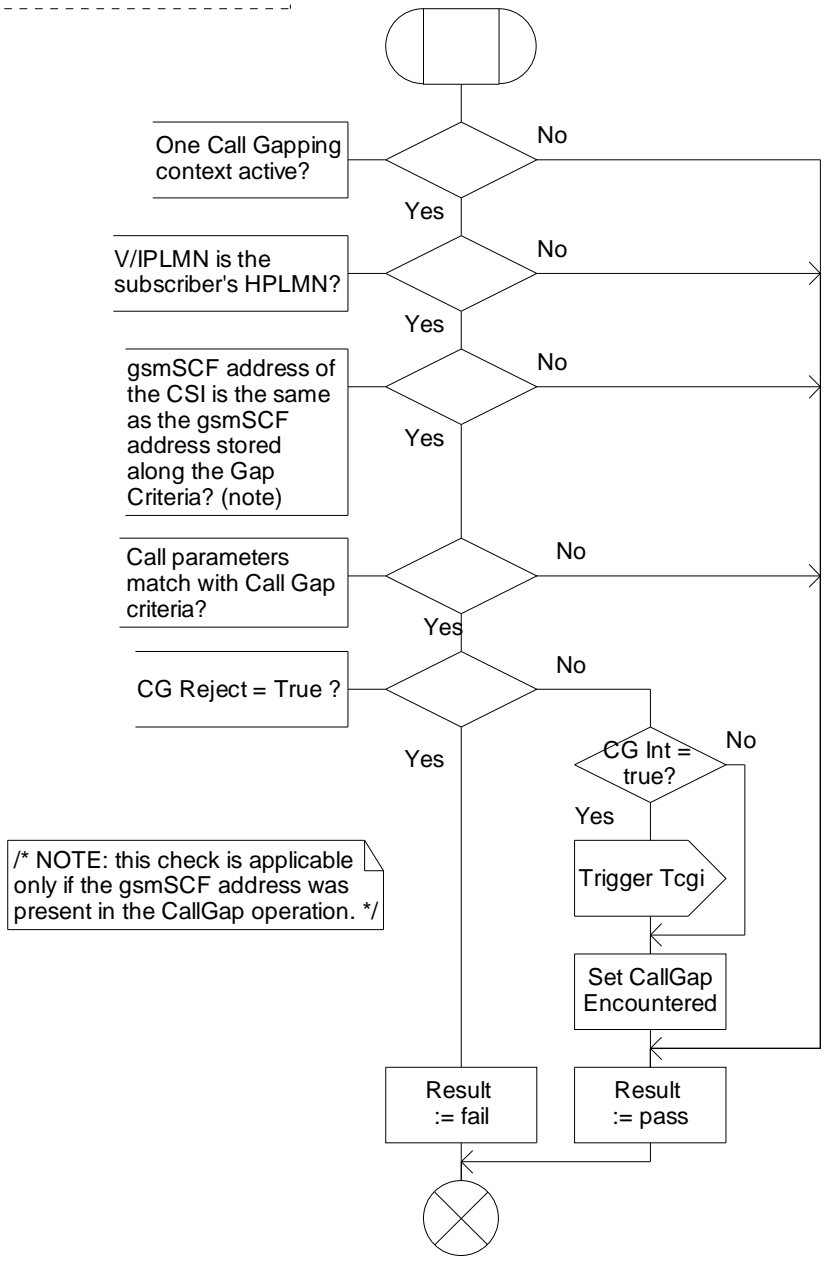 One Call Gapping
context active?
No
Yes
V/IPLMN is the
subscriber's HPLMN?
No
Yes
gsmSCF address of
the CSI is the same
as the gsmSCF
address stored
along the Gap
Criteria? (note)
No
Yes
Call parameters
match with Call Gap
criteria?
No
Yes
CG Reject = True ?
No
Yes
CG Int =
true?
No
Yes
Trigger Tcgi
/* NOTE: this check is applicable
only if the gsmSCF address was
present in the CallGap operation. */
Set CallGap
Encountered
Result
:= fail
Result
:= pass